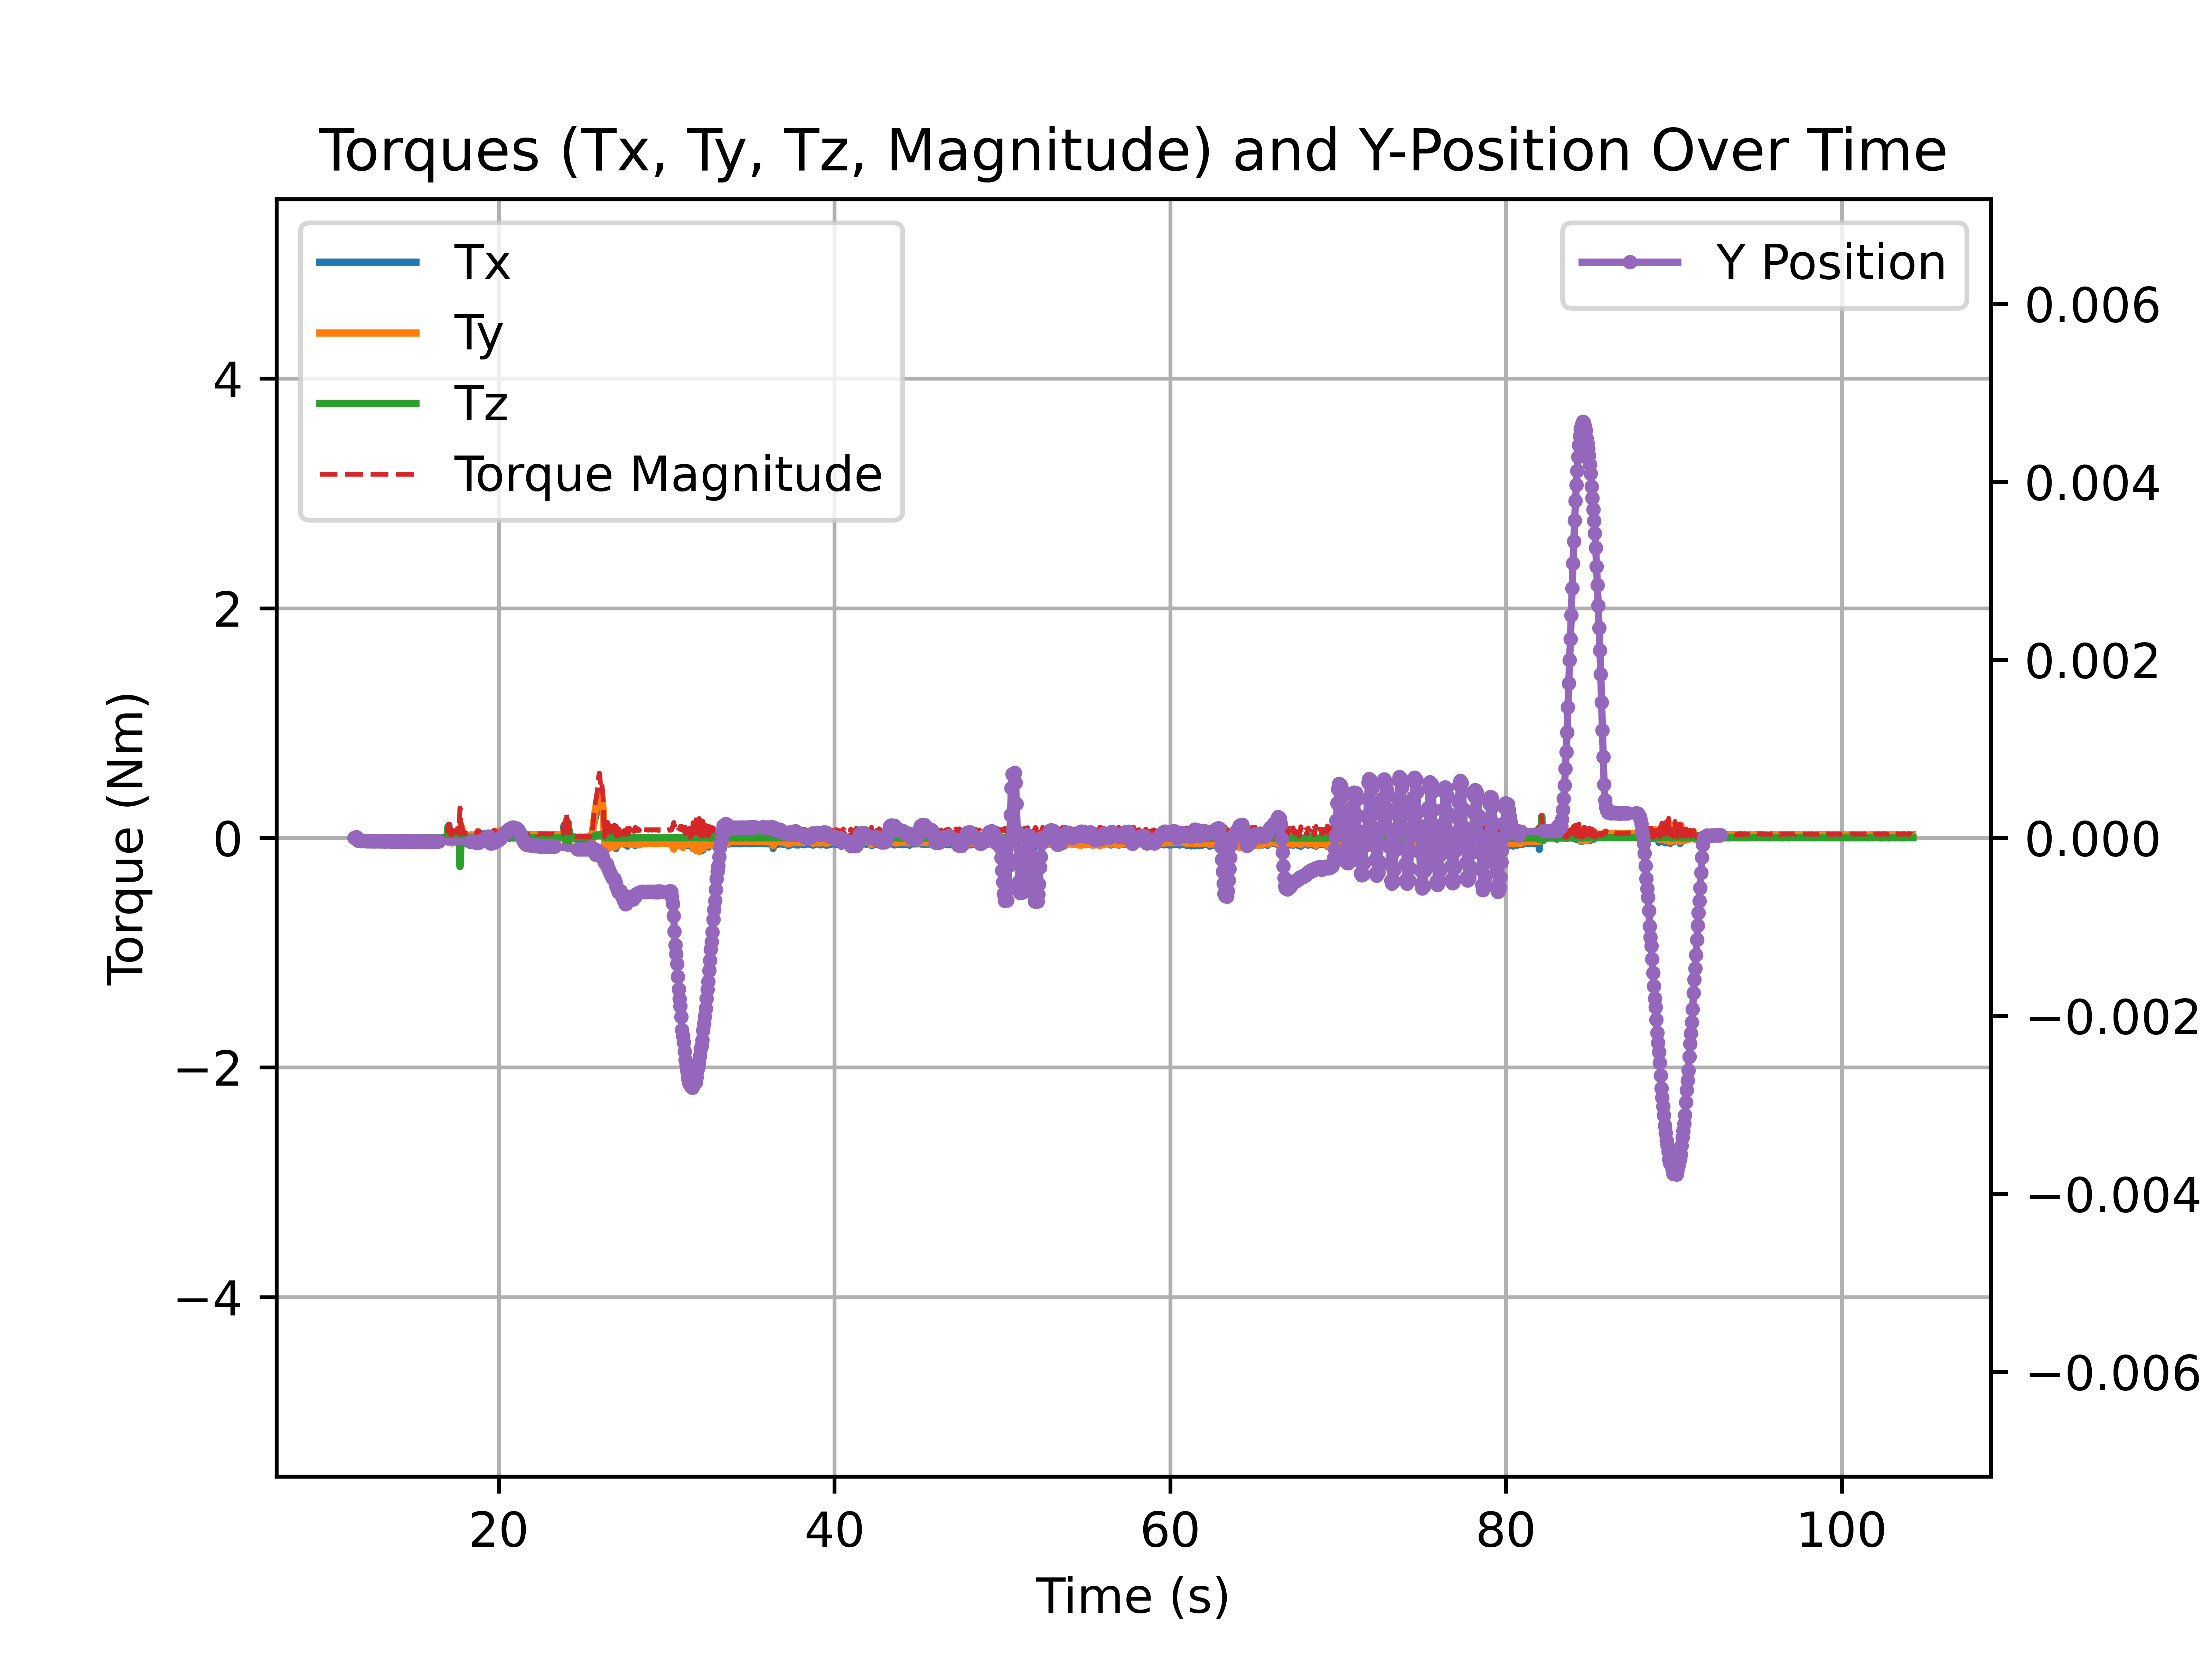 Torques (Tx, Ty, Tz, Magnitude) and Y-Position Over Time
Tx
Ty
Tz
Torque Magnitude
Y Position
4
2
0
−2
−4
Torque (Nm)
0.006
0.004
0.002
0.000
−0.002
−0.004
−0.006
20
40
60
80
100
Time (s)